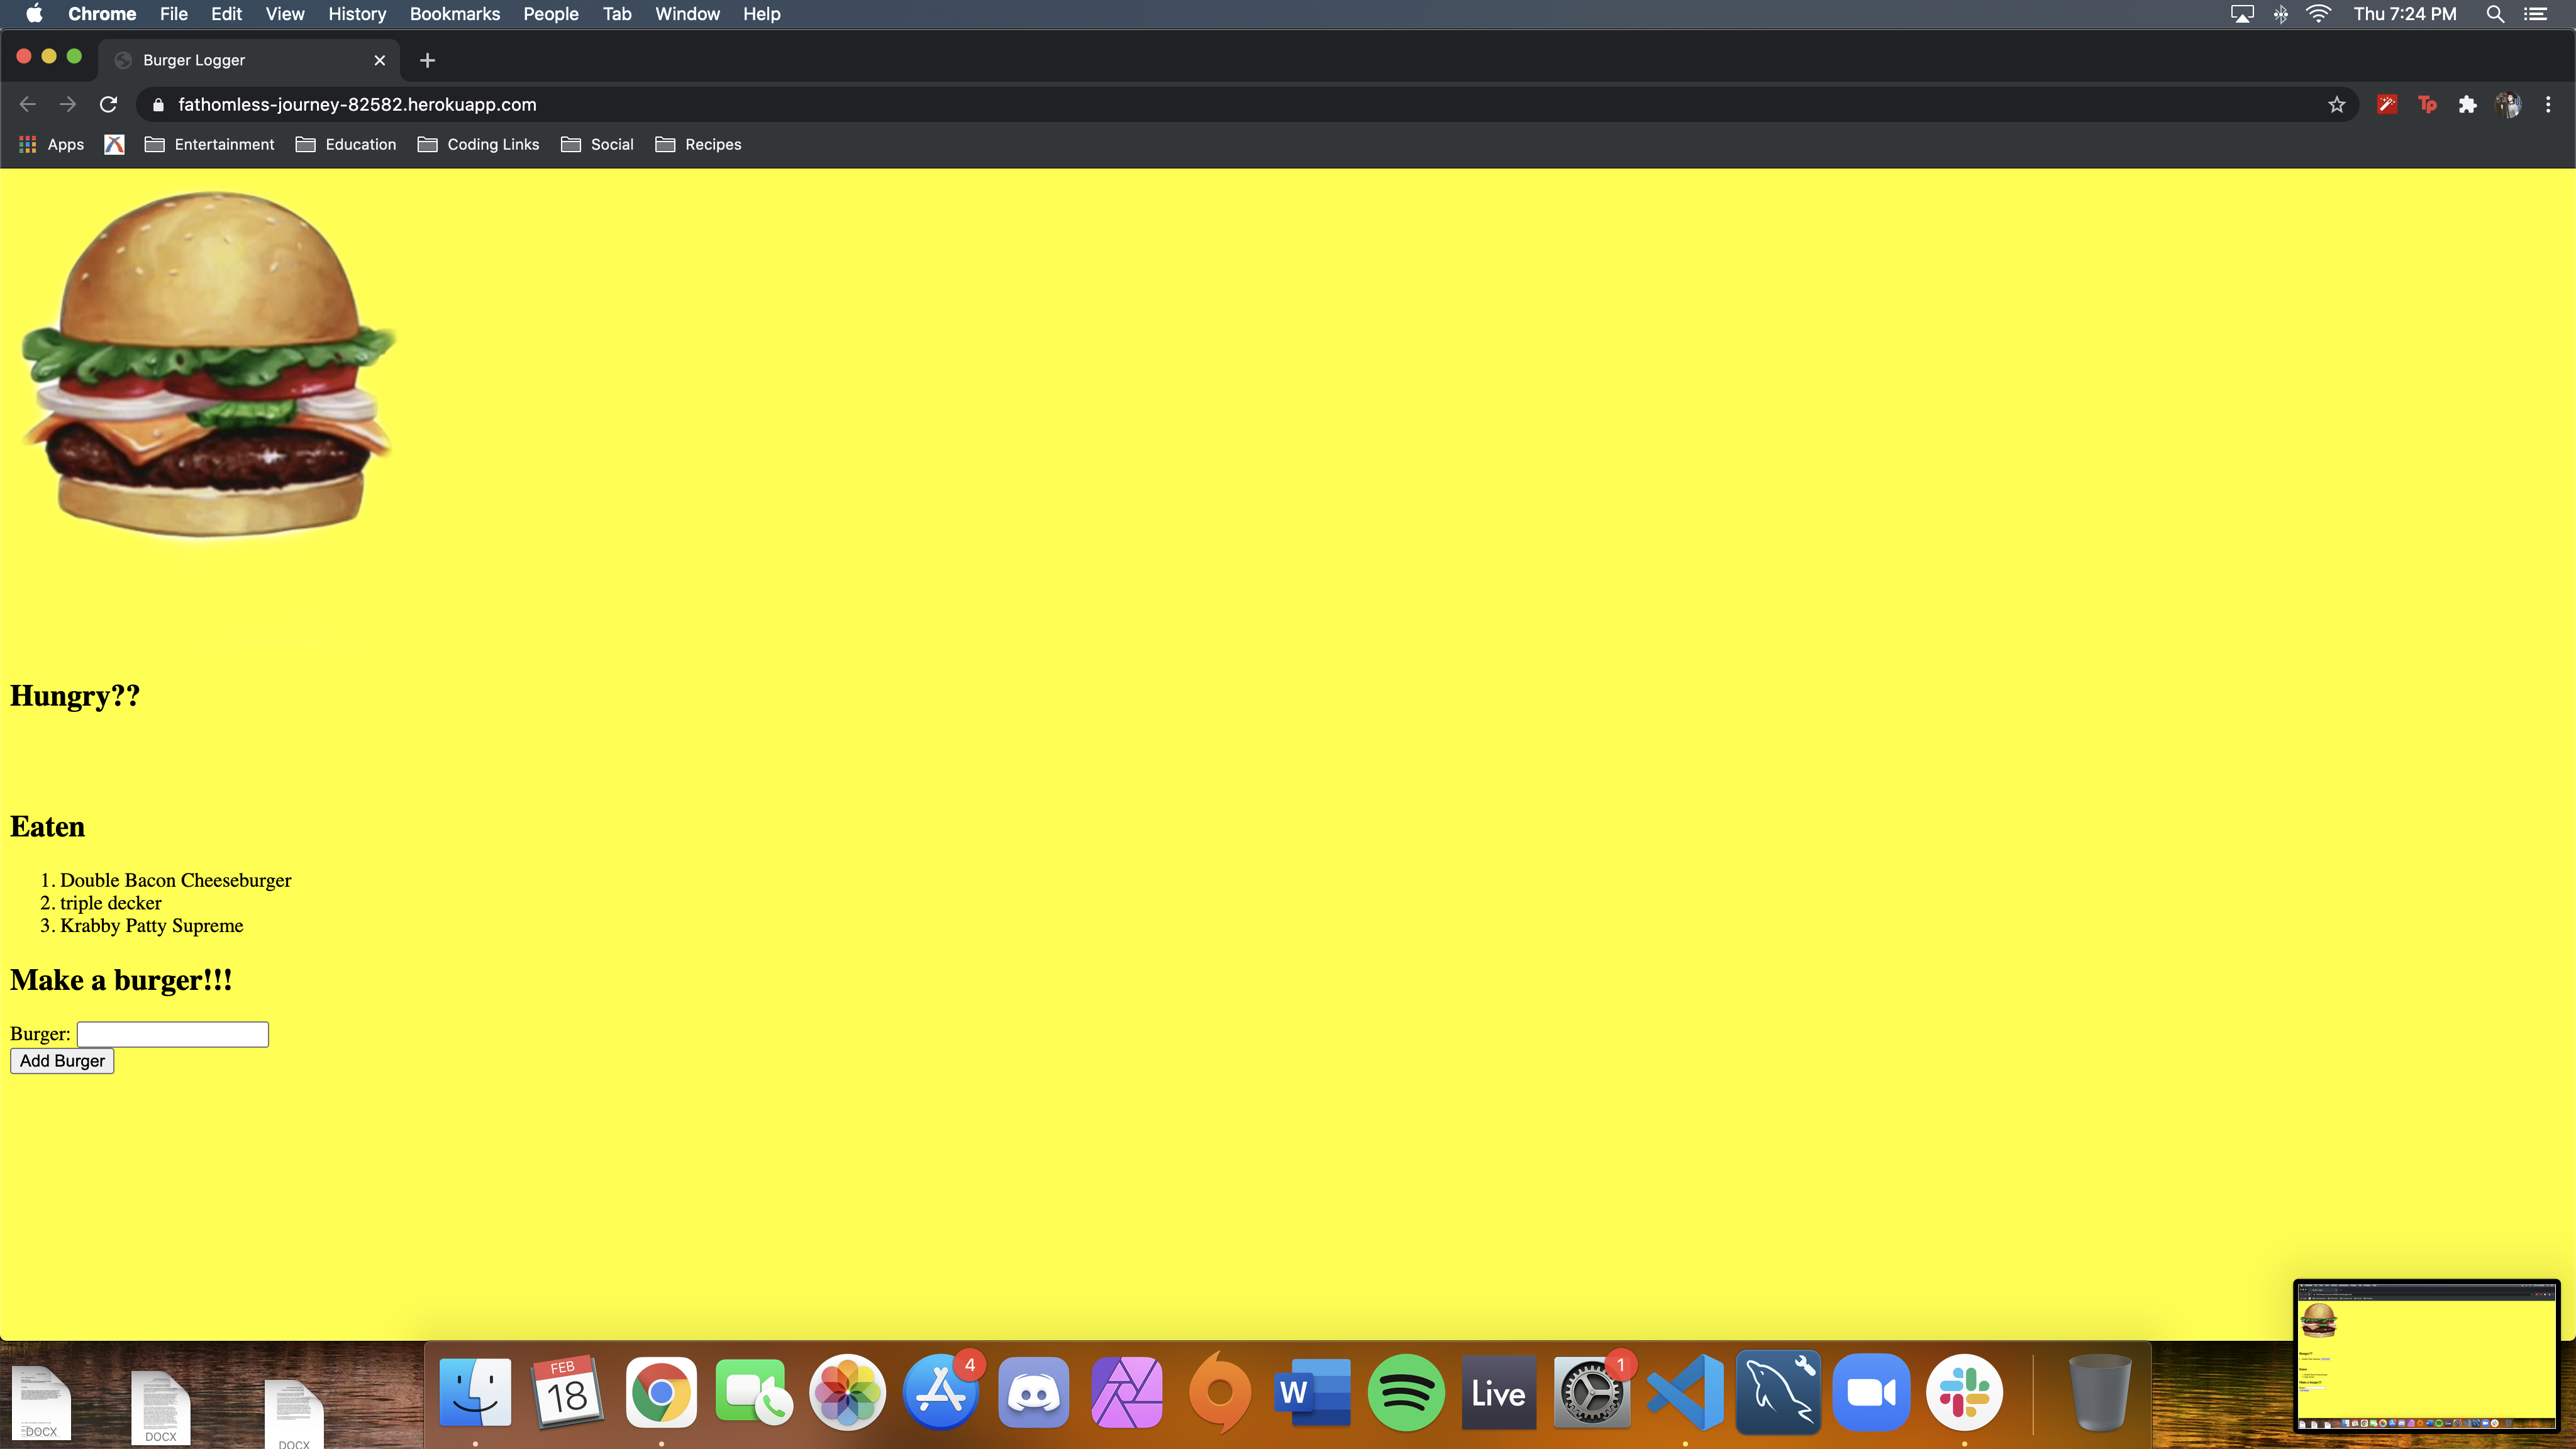 Chrome File Edit View History Bookmarks People Tab Window Help Thu 7:24 PM
Burger Logger
fathomless-journey-82582.herokuapp.com
Tp
Apps Entertainment Education Coding Links Social Recipes
Hungry??
Eaten
1. Double Bacon Cheeseburger
2. triple decker
3. Krabby Patty Supreme
Make a burger!!!
Burger:
Add Burger
FEB
18
4
W
Live
1
DOCX
DOCX
DOCX